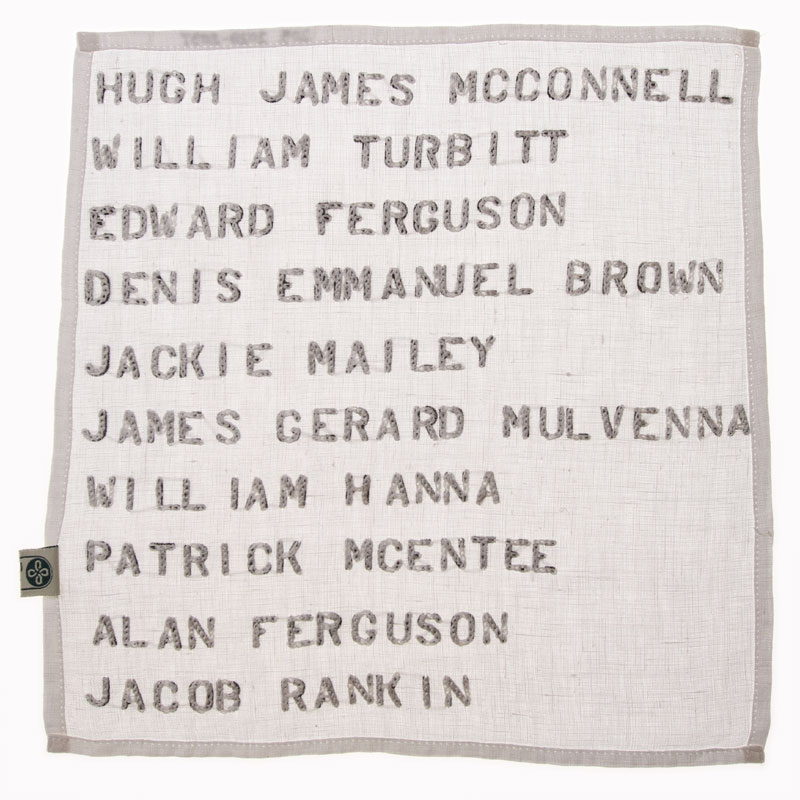 HUGH JAMES MCCONNELL
WILLIAM TURBITT
EDWARD FERGUSON
DENIS EMMANUEL BROWN
JACKIE MAILEY
JAMES GERARD MULVENNA
WILLIAM HANNA
PATRICK MCENTEE
ALAN FERGUSON
JACOB RANKIN